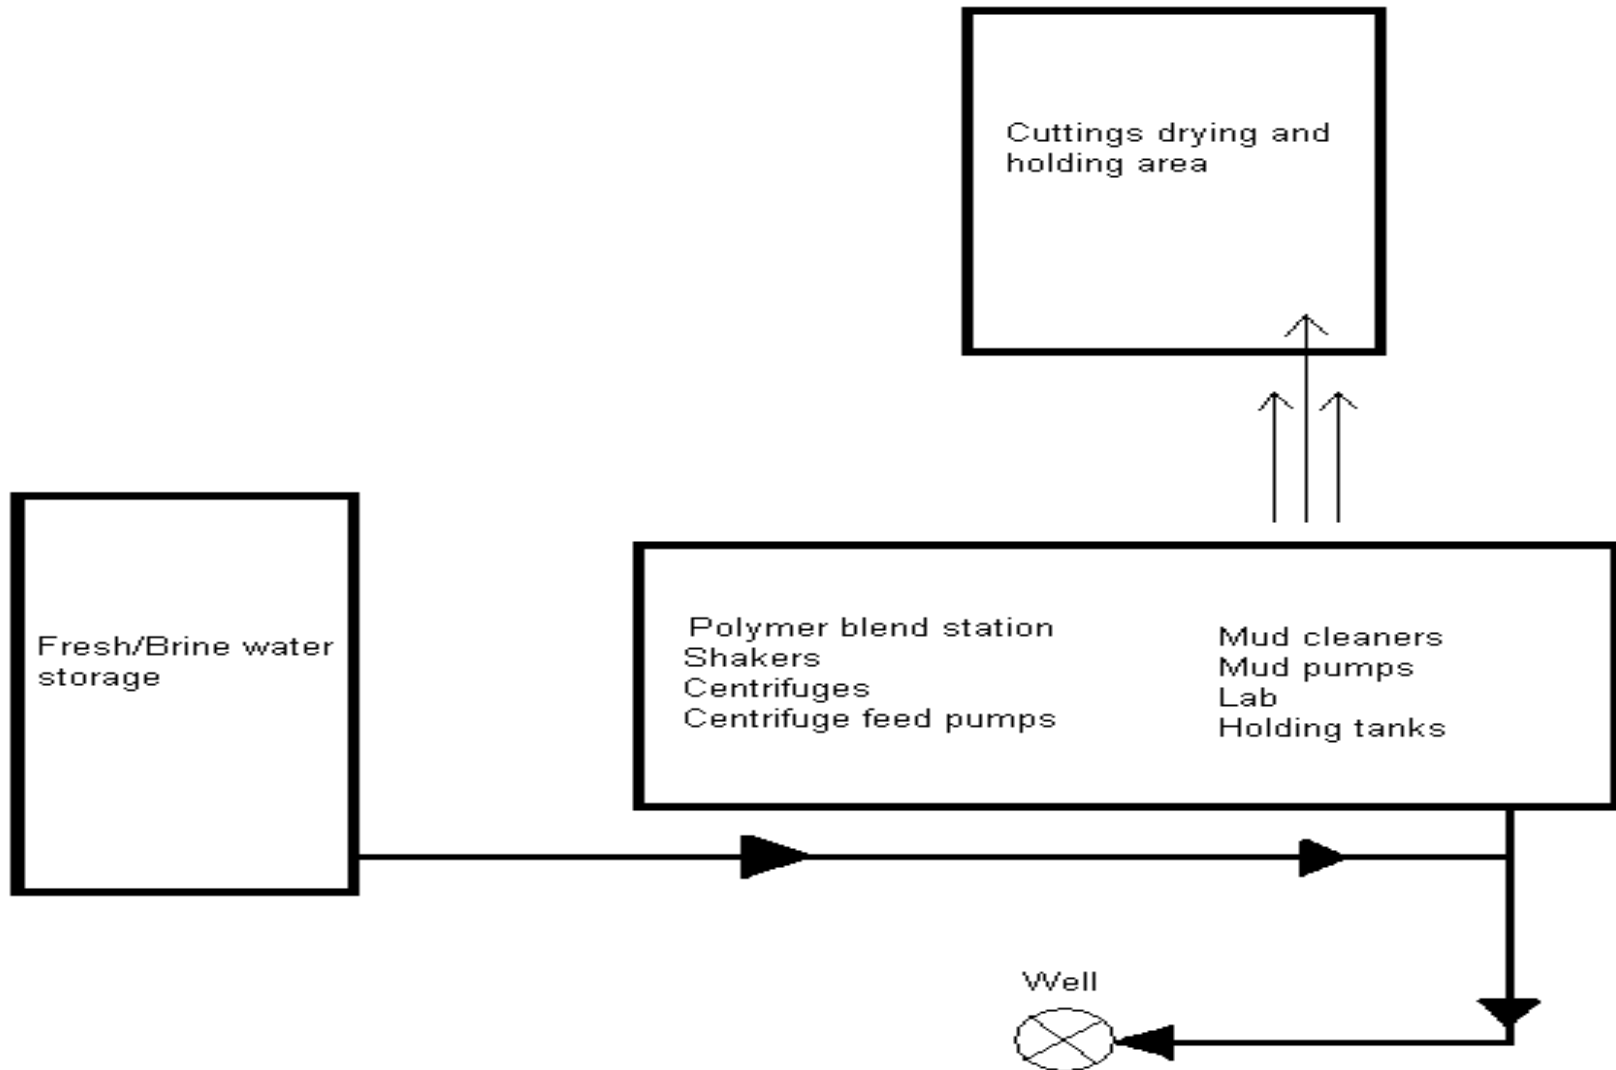 Cuttings drying and
holding area
Fresh/Brine water
storage
Polymer blend station
Shakers
Centrifuges
Centrifuge feed pumps
Mud cleaners
Mud pumps
Lab
Holding tanks
Well